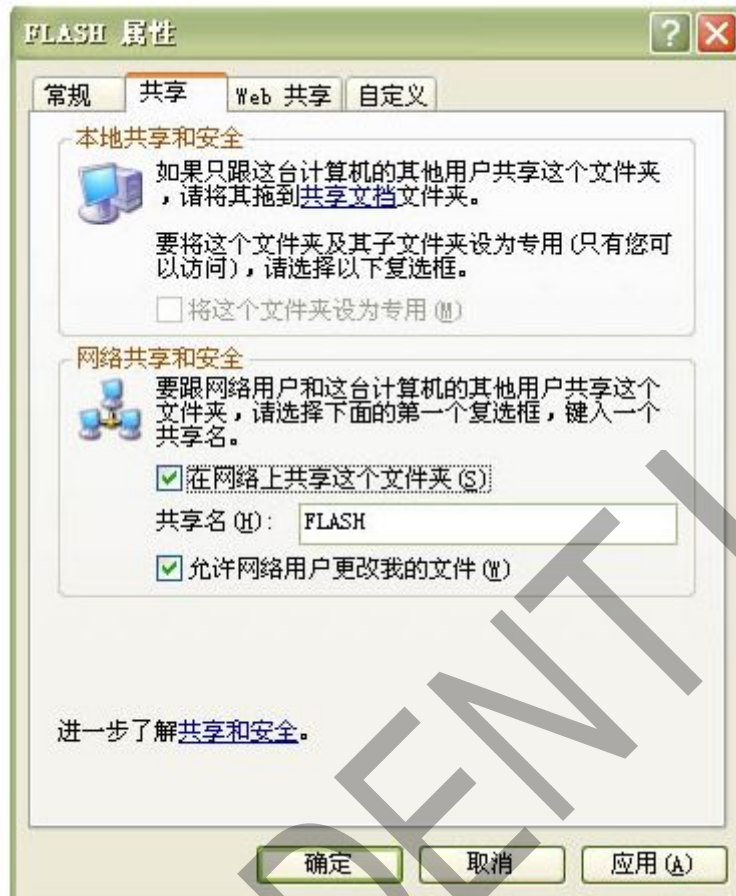 FLASH 属性
常规 共享 Web 共享 自定义
本地共享和安全
如果只跟这台计算机的其他用户共享这个文件夹
，请将其拖到共享文档文件夹。
要将这个文件夹及其子文件夹设为专用(只有您可
以访问)，请选择以下复选框。
将这个文件夹设为专用(M)
网络共享和安全
要跟网络用户和这台计算机的其他用户共享这个
文件夹，请选择下面的第一个复选框，键入一个
共享名。
在网络上共享这个文件夹(S)
共享名(H): FLASH
允许网络用户更改我的文件(W)
进一步了解共享和安全。
确定 取消 应用(A)